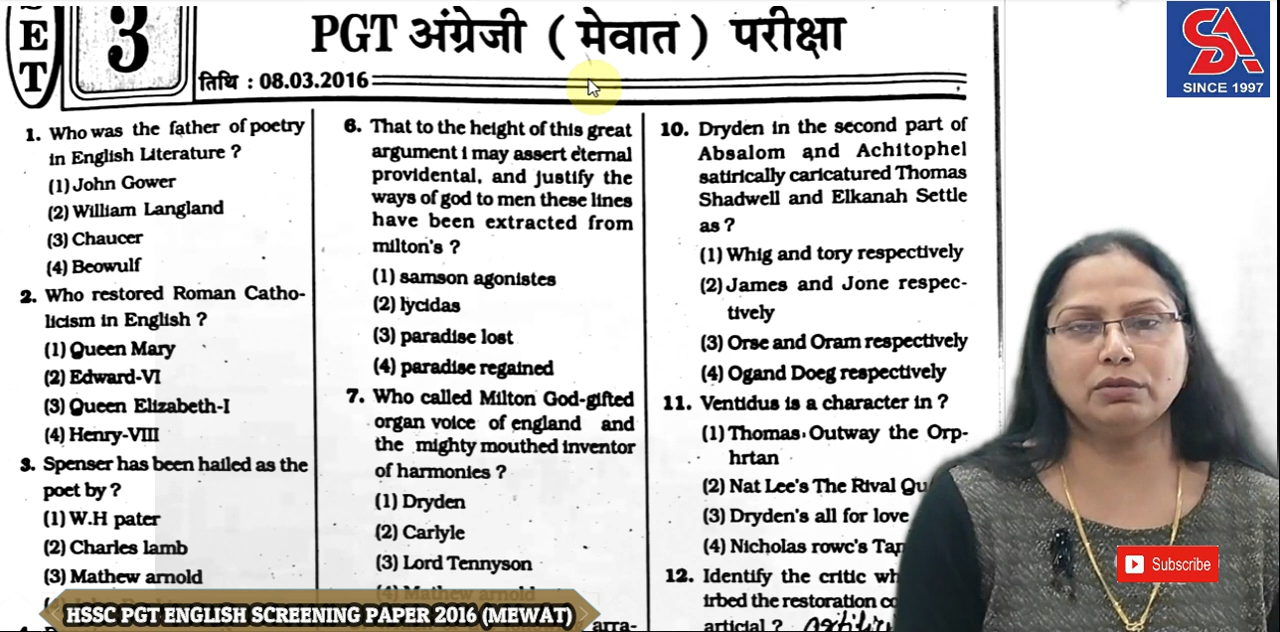 SET
3
PGT अंग्रेजी ( मेवात ) परीक्षा
तिथि : 08.03.2016
1. Who was the father of poetry
in English Literature ?
(1) John Gower
(2) William Langland
(3) Chaucer
(4) Beowulf
2. Who restored Roman Catho-
licism in English ?
(1) Queen Mary
(2) Edward-VI
(3) Queen Elizabeth-I
(4) Henry-VIII
3. Spenser has been hailed as the
poet by ?
(1) W.H pater
(2) Charles lamb
(3) Mathew arnold
6. That to the height of this great
argument i may assert eternal
providental, and justify the
ways of god to men these lines
have been extracted from
milton's ?
(1) samson agonistes
(2) lycidas
(3) paradise lost
(4) paradise regained
7. Who called Milton God-gifted
organ voice of england and
the mighty mouthed inventor
of harmonies ?
(1) Dryden
(2) Carlyle
(3) Lord Tennyson
(4) Mathew arnold
arra-
10. Dryden in the second part of
Absalom and Achitophel
satirically caricatured Thomas
Shadwell and Elkanah Settle
as ?
(1) Whig and tory respectively
(2) James and Jone respec-
tively
(3) Orse and Oram respectively
(4) Ogand Doeg respectively
11. Ventidus is a character in ?
(1) Thomas Outway the Orp-
hrtan
(2) Nat Lee's The Rival Qu
(3) Dryden's all for love
(4) Nicholas rowc's Tam
12. Identify the critic wh
irbed the restoration co
articial ?
SA
SINCE 1997
Subscribe
HSSC PGT ENGLISH SCREENING PAPER 2016 (MEWAT)